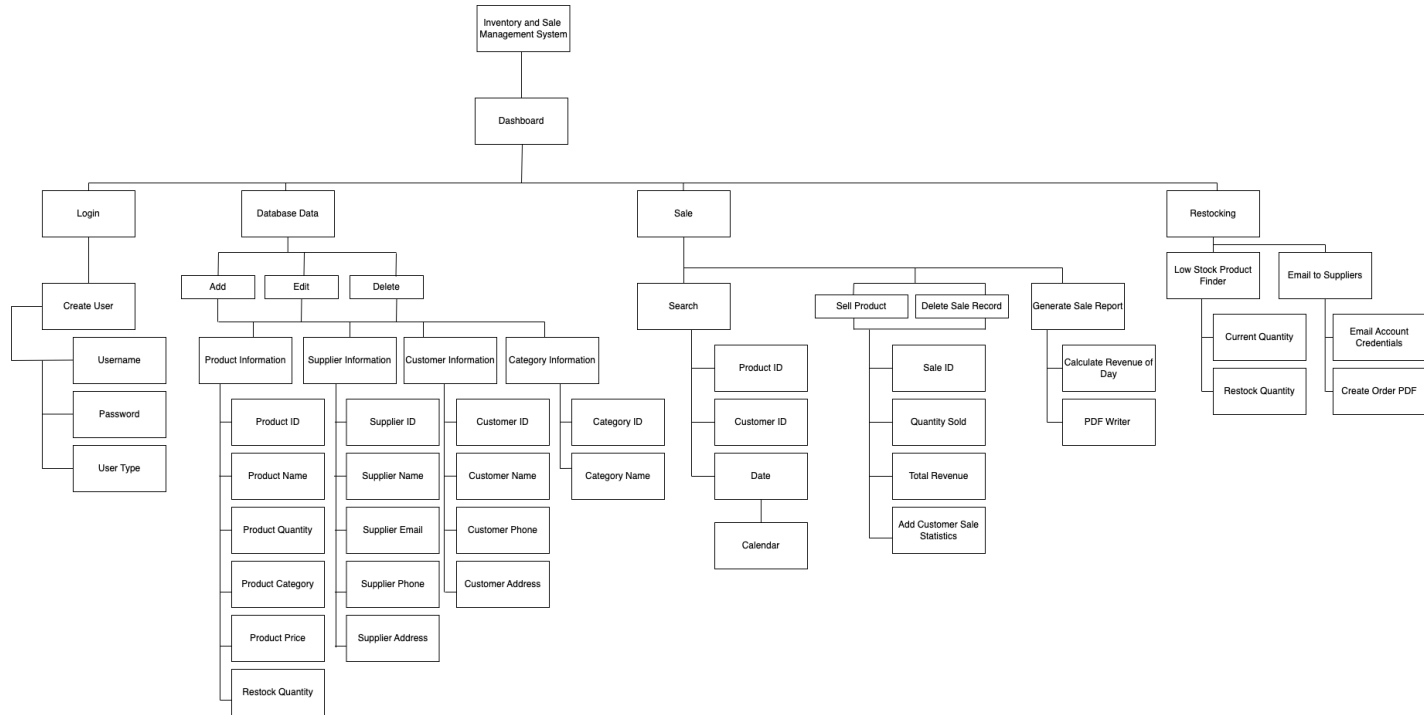 Inventory and Sale
Management System
Dashboard
Login
Database Data
Sale
Restocking
Add
Edit
Delete
Create User
Search
Sell Product
Delete Sale Record
Generate Sale Report
Low Stock Product
Finder
Email to Suppliers
Username
Password
User Type
Product Information
Supplier Information
Customer Information
Category Information
Product ID
Product Name
Product Quantity
Product Category
Product Price
Restock Quantity
Supplier ID
Supplier Name
Supplier Email
Supplier Phone
Supplier Address
Customer ID
Customer Name
Customer Phone
Customer Address
Category ID
Category Name
Product ID
Customer ID
Date
Calendar
Sale ID
Quantity Sold
Total Revenue
Add Customer Sale
Statistics
Calculate Revenue of
Day
PDF Writer
Current Quantity
Restock Quantity
Email Account
Credentials
Create Order PDF